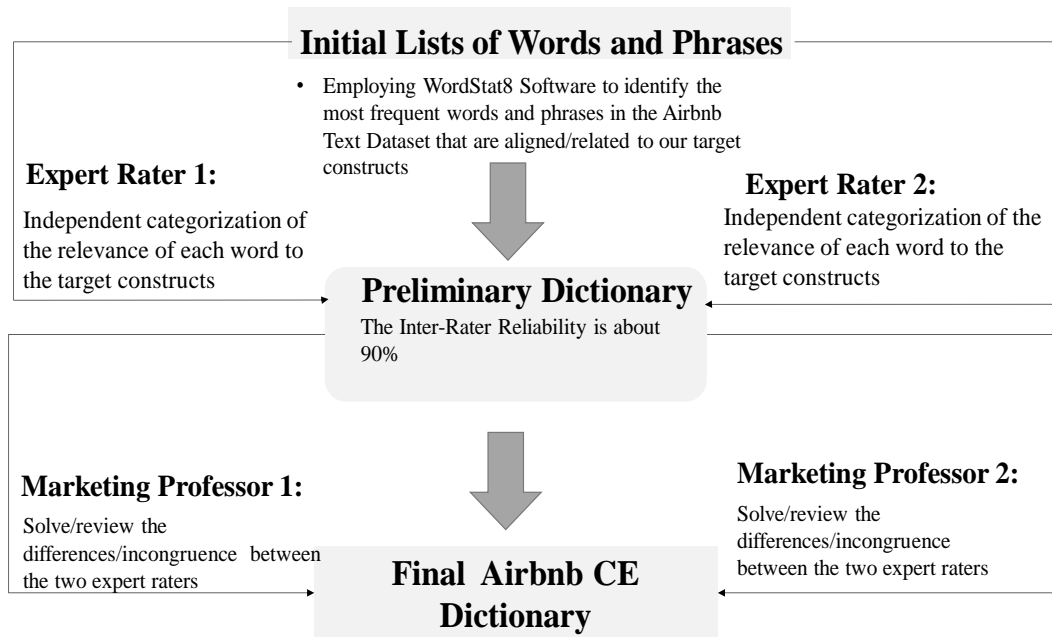 Initial Lists of Words and Phrases
• Employing WordStat8 Software to identify the
most frequent words and phrases in the Airbnb
Text Dataset that are aligned/related to our target
constructs
Expert Rater 1:
Independent categorization of
the relevance of each word to
the target constructs
Expert Rater 2:
Independent categorization of the
relevance of each word to the
target constructs
Preliminary Dictionary
The Inter-Rater Reliability is about
90%
Marketing Professor 1:
Solve/review the
differences/incongruence between
the two expert raters
Marketing Professor 2:
Solve/review the
differences/incongruence
between the two expert raters
Final Airbnb CE
Dictionary